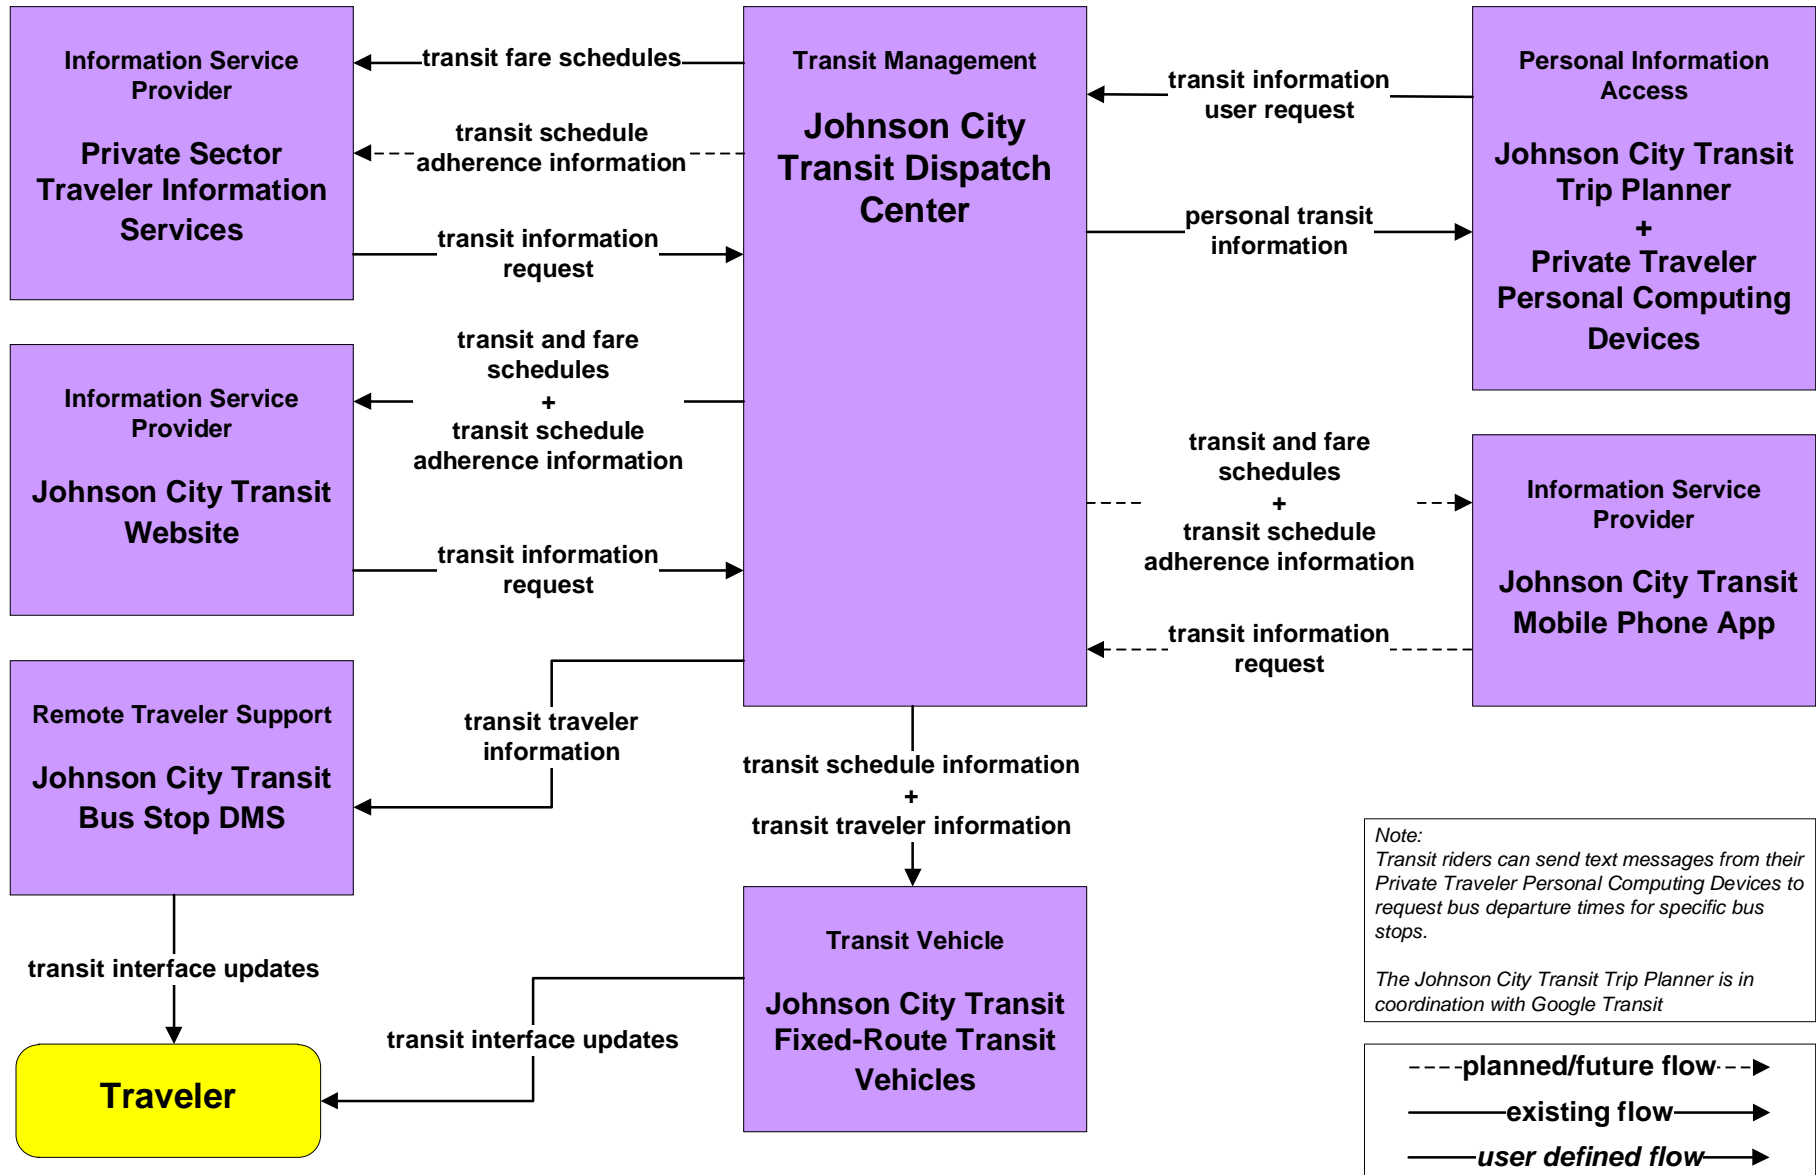 Information Service
Provider
Private Sector
Traveler Information
Services
transit fare schedules
transit schedule
adherence information
transit information
request
Transit Management
Johnson City
Transit Dispatch
Center
transit information
user request
personal transit
information
Personal Information
Access
Johnson City Transit
Trip Planner
+
Private Traveler
Personal Computing
Devices
Information Service
Provider
Johnson City Transit
Website
transit and fare
schedules
+
transit schedule
adherence information
transit information
request
transit and fare
schedules
+
transit schedule
adherence information
transit information
request
Information Service
Provider
Johnson City Transit
Mobile Phone App
Remote Traveler Support
Johnson City Transit
Bus Stop DMS
transit traveler
information
transit schedule information
+
transit traveler information
transit interface updates
Traveler
transit interface updates
Transit Vehicle
Johnson City Transit
Fixed-Route Transit
Vehicles
Note:
Transit riders can send text messages from their
Private Traveler Personal Computing Devices to
request bus departure times for specific bus
stops.
The Johnson City Transit Trip Planner is in
coordination with Google Transit
planned/future flow
existing flow
user defined flow